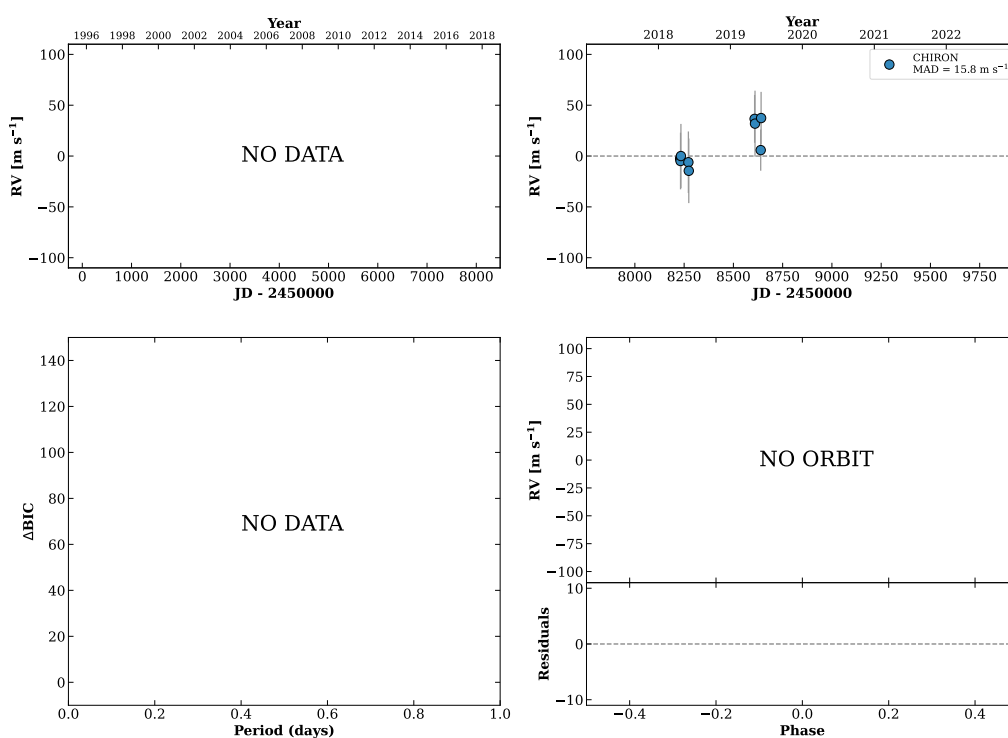 Year
1996 1998 2000 2002 2004 2006 2008 2010 2012 2014 2016 2018
100
50
0
−50
−100
RV [m s⁻¹]
NO DATA
0 1000 2000 3000 4000 5000 6000 7000 8000
JD - 2450000
Year
2018 2019 2020 2021 2022
CHIRON
MAD = 15.8 m s⁻¹
100
50
0
−50
−100
RV [m s⁻¹]
8000 8250 8500 8750 9000 9250 9500 9750
JD - 2450000
140
120
100
80
60
40
20
0
ΔBIC
NO DATA
0.0 0.2 0.4 0.6 0.8 1.0
Period (days)
100
75
50
25
0
−25
−50
−75
−100
RV [m s⁻¹]
NO ORBIT
10
0
−10
Residuals
−0.4 −0.2 0.0 0.2 0.4
Phase